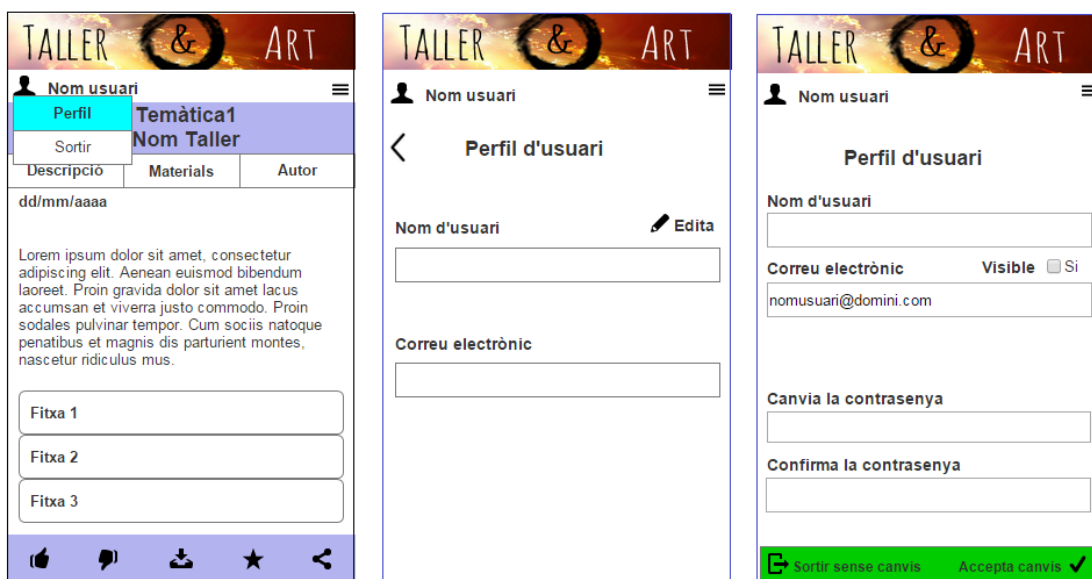 TALLER & ART
Nom usuari
Perfil
Sortir
Temàtica1
Nom Taller
Descripció
Materials
Autor
dd/mm/aaaa
Lorem ipsum dolor sit amet, consectetur
adipiscing elit. Aenean euismod bibendum
laoreet. Proin gravida dolor sit amet lacus
accumsan et viverra justo commodo. Proin
sodales pulvinar tempor. Cum sociis natoque
penatibus et magnis dis parturient montes,
nascetur ridiculus mus.
Fitxa 1
Fitxa 2
Fitxa 3
TALLER & ART
Nom usuari
Perfil d'usuari
Nom d'usuari
Edita
Correu electrònic
TALLER & ART
Nom usuari
Perfil d'usuari
Nom d'usuari
Correu electrònic Visible Si
nomusuari@domini.com
Canvia la contrasenya
Confirma la contrasenya
Sortir sense canvis Accepta canvis